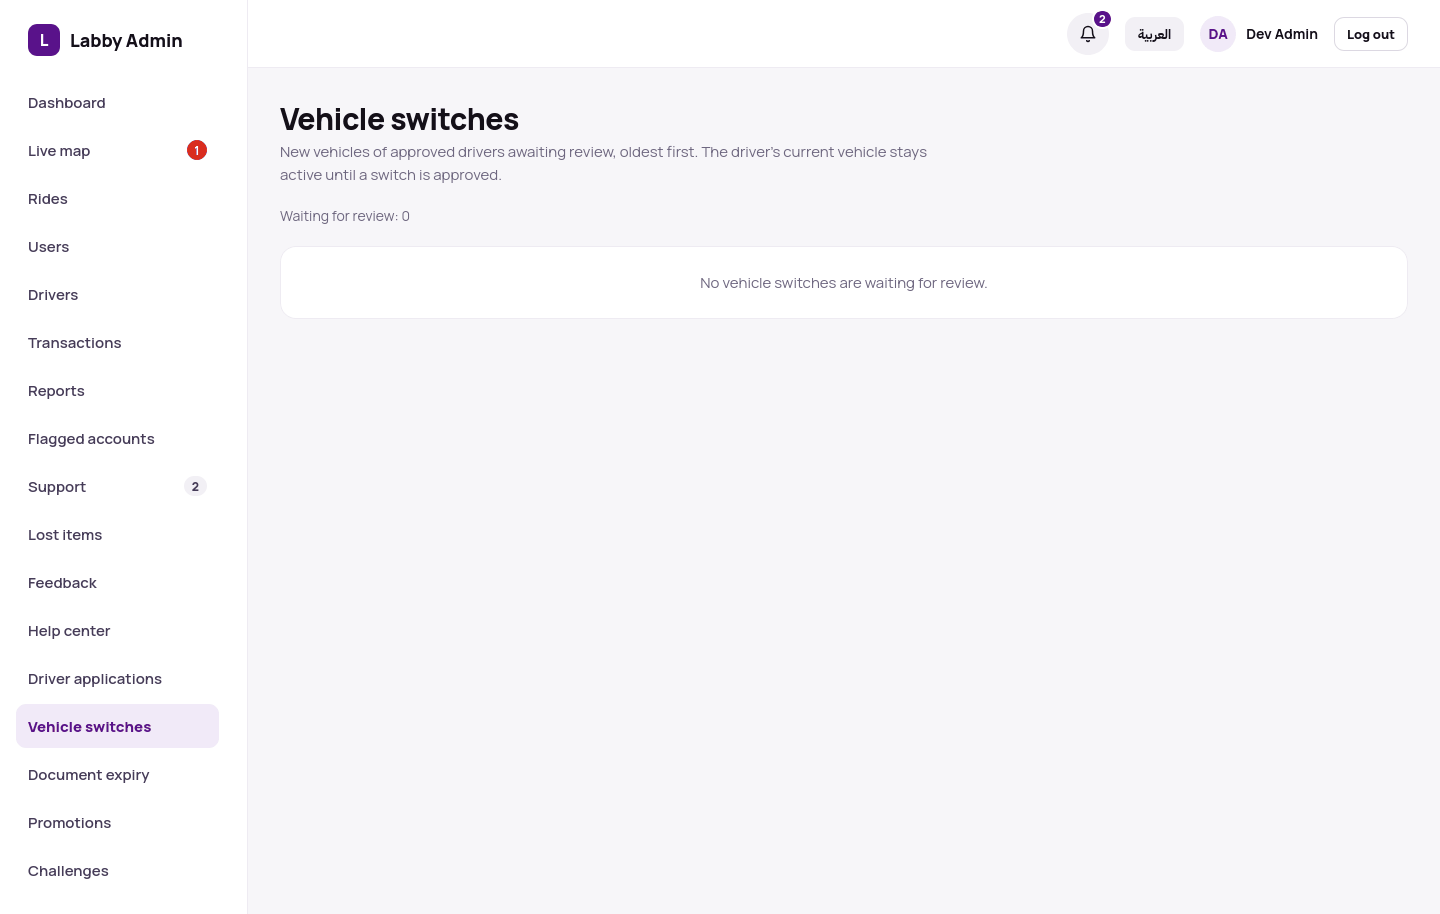 L
Labby Admin
2
العربية
DA
Dev Admin
Log out
Dashboard
Live map
1
Rides
Users
Drivers
Transactions
Reports
Flagged accounts
Support
2
Lost items
Feedback
Help center
Driver applications
Vehicle switches
Document expiry
Promotions
Challenges
Vehicle switches
New vehicles of approved drivers awaiting review, oldest first. The driver's current vehicle stays
active until a switch is approved.
Waiting for review: 0
No vehicle switches are waiting for review.